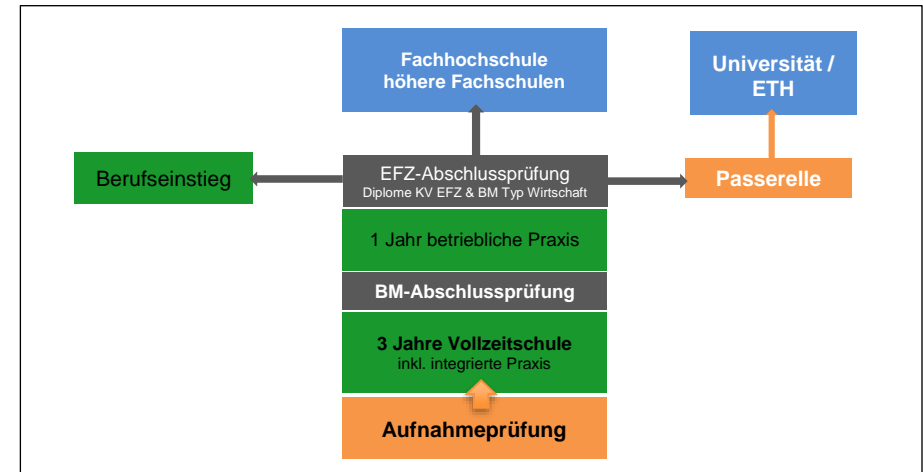 Fachhochschule
höhere Fachschulen
Universität /
ETH
Berufseinstieg
EFZ-Abschlussprüfung
Diplome KV EFZ & BM Typ Wirtschaft
Passerelle
1 Jahr betriebliche Praxis
BM-Abschlussprüfung
3 Jahre Vollzeitschule
inkl. integrierte Praxis
Aufnahmeprüfung